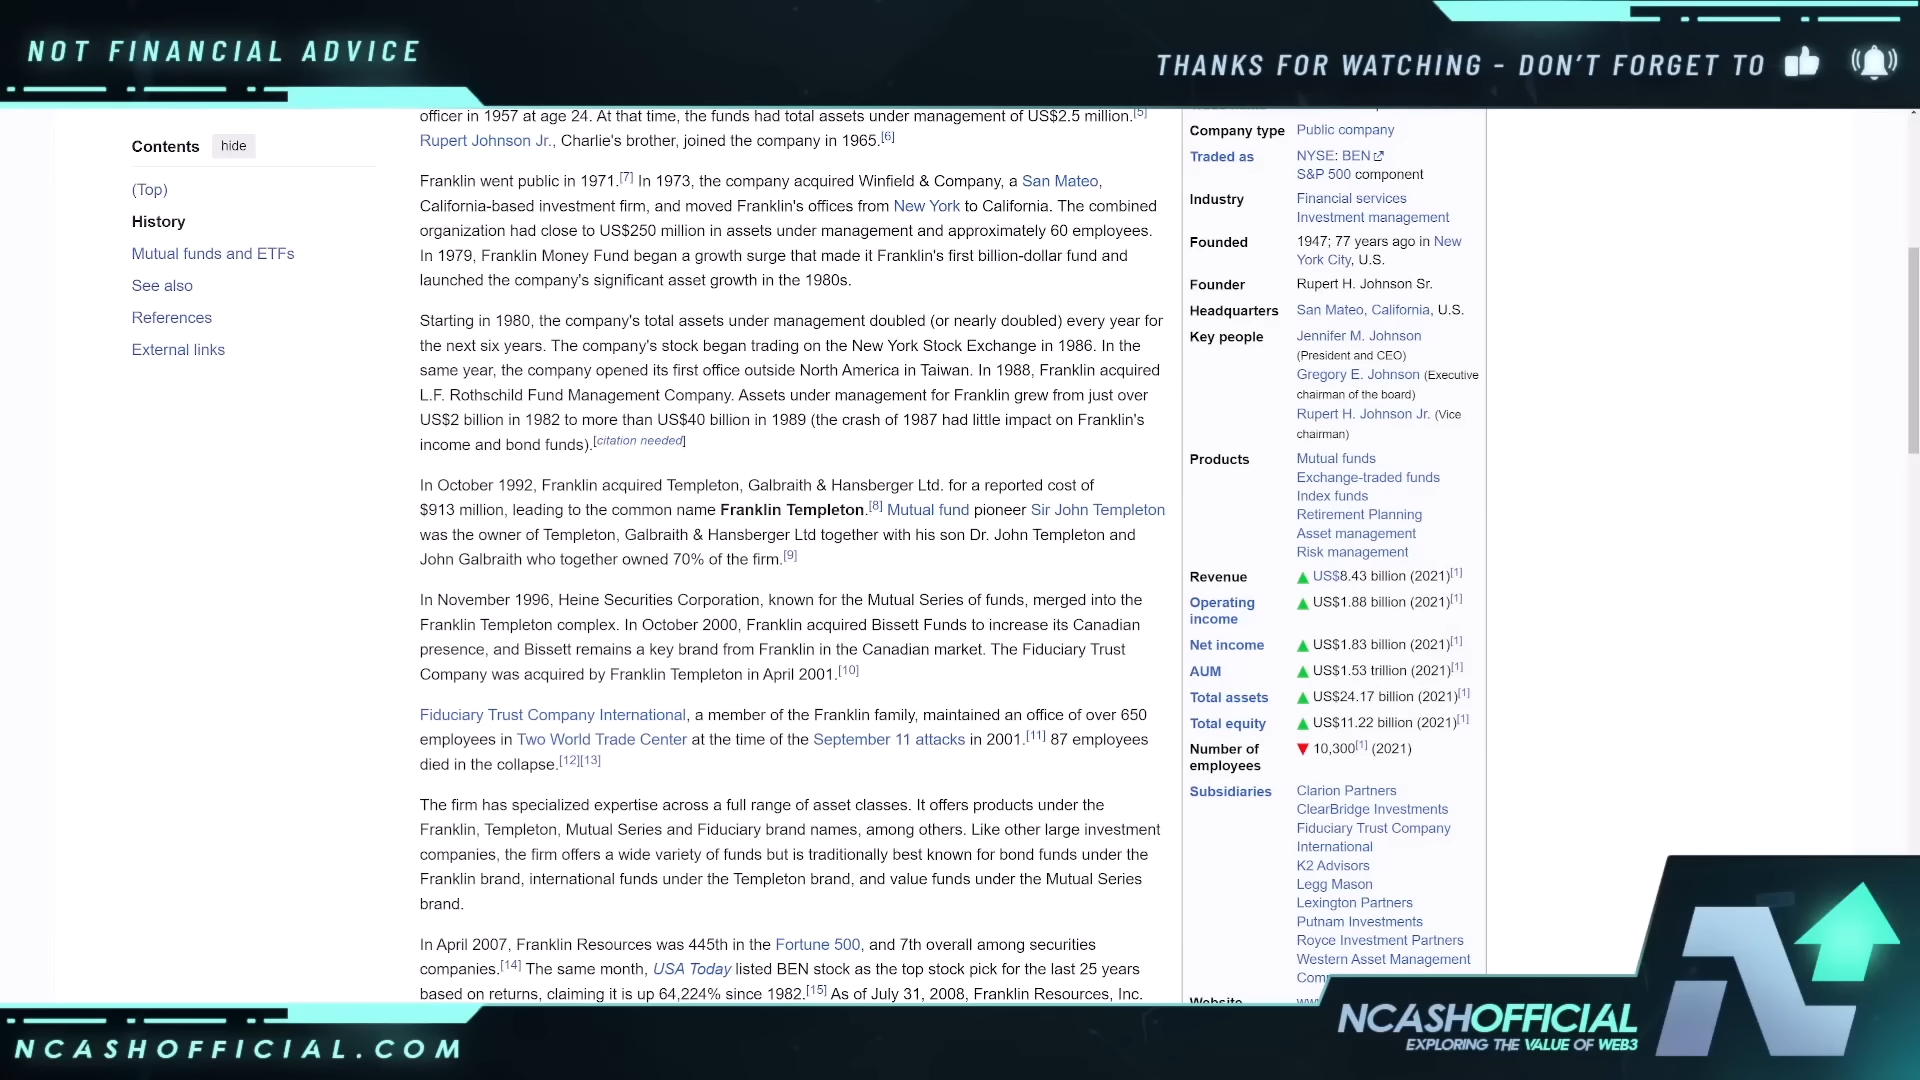 NOT FINANCIAL ADVICE
THANKS FOR WATCHING - DON'T FORGET TO
Contents hide
(Top)
History
Mutual funds and ETFs
See also
References
External links
officer in 1957 at age 24. At that time, the funds had total assets under management of US$2.5 million.[5]
Rupert Johnson Jr., Charlie's brother, joined the company in 1965.[6]
Franklin went public in 1971.[7] In 1973, the company acquired Winfield & Company, a San Mateo,
California-based investment firm, and moved Franklin's offices from New York to California. The combined
organization had close to US$250 million in assets under management and approximately 60 employees.
In 1979, Franklin Money Fund began a growth surge that made it Franklin's first billion-dollar fund and
launched the company's significant asset growth in the 1980s.
Starting in 1980, the company's total assets under management doubled (or nearly doubled) every year for
the next six years. The company's stock began trading on the New York Stock Exchange in 1986. In the
same year, the company opened its first office outside North America in Taiwan. In 1988, Franklin acquired
L.F. Rothschild Fund Management Company. Assets under management for Franklin grew from just over
US$2 billion in 1982 to more than US$40 billion in 1989 (the crash of 1987 had little impact on Franklin's
income and bond funds).[citation needed]
In October 1992, Franklin acquired Templeton, Galbraith & Hansberger Ltd. for a reported cost of
$913 million, leading to the common name Franklin Templeton.[8] Mutual fund pioneer Sir John Templeton
was the owner of Templeton, Galbraith & Hansberger Ltd together with his son Dr. John Templeton and
John Galbraith who together owned 70% of the firm.[9]
In November 1996, Heine Securities Corporation, known for the Mutual Series of funds, merged into the
Franklin Templeton complex. In October 2000, Franklin acquired Bissett Funds to increase its Canadian
presence, and Bissett remains a key brand from Franklin in the Canadian market. The Fiduciary Trust
Company was acquired by Franklin Templeton in April 2001.[10]
Fiduciary Trust Company International, a member of the Franklin family, maintained an office of over 650
employees in Two World Trade Center at the time of the September 11 attacks in 2001.[11] 87 employees
died in the collapse.[12][13]
The firm has specialized expertise across a full range of asset classes. It offers products under the
Franklin, Templeton, Mutual Series and Fiduciary brand names, among others. Like other large investment
companies, the firm offers a wide variety of funds but is traditionally best known for bond funds under the
Franklin brand, international funds under the Templeton brand, and value funds under the Mutual Series
brand.
In April 2007, Franklin Resources was 445th in the Fortune 500, and 7th overall among securities
companies.[14] The same month, USA Today listed BEN stock as the top stock pick for the last 25 years
based on returns, claiming it is up 64,224% since 1982.[15] As of July 31, 2008, Franklin Resources, Inc.
Company type Public company
Traded as NYSE: BEN
S&P 500 component
Industry Financial services
Investment management
Founded 1947; 77 years ago in New
York City, U.S.
Founder Rupert H. Johnson Sr.
Headquarters San Mateo, California, U.S.
Key people Jennifer M. Johnson
(President and CEO)
Gregory E. Johnson (Executive
chairman of the board)
Rupert H. Johnson Jr. (Vice
chairman)
Products Mutual funds
Exchange-traded funds
Index funds
Retirement Planning
Asset management
Risk management
Revenue ▲ US$8.43 billion (2021)[1]
Operating ▲ US$1.88 billion (2021)[1]
income
Net income ▲ US$1.83 billion (2021)[1]
AUM ▲ US$1.53 trillion (2021)[1]
Total assets ▲ US$24.17 billion (2021)[1]
Total equity ▲ US$11.22 billion (2021)[1]
Number of ▼ 10,300[1] (2021)
employees
Subsidiaries Clarion Partners
ClearBridge Investments
Fiduciary Trust Company
International
K2 Advisors
Legg Mason
Lexington Partners
Putnam Investments
Royce Investment Partners
Western Asset Management
Website
NCASHOFFICIAL.COM
NCASHOFFICIAL
EXPLORING THE VALUE OF WEB3